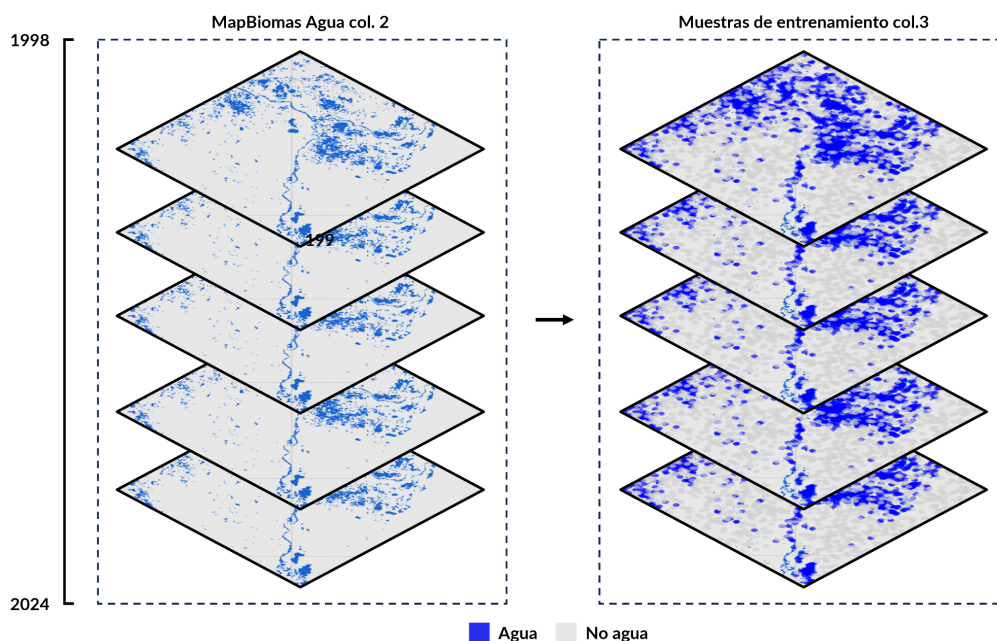 MapBiomas Agua col. 2
Muestras de entrenamiento col.3
1998
199
2024
Agua
No agua